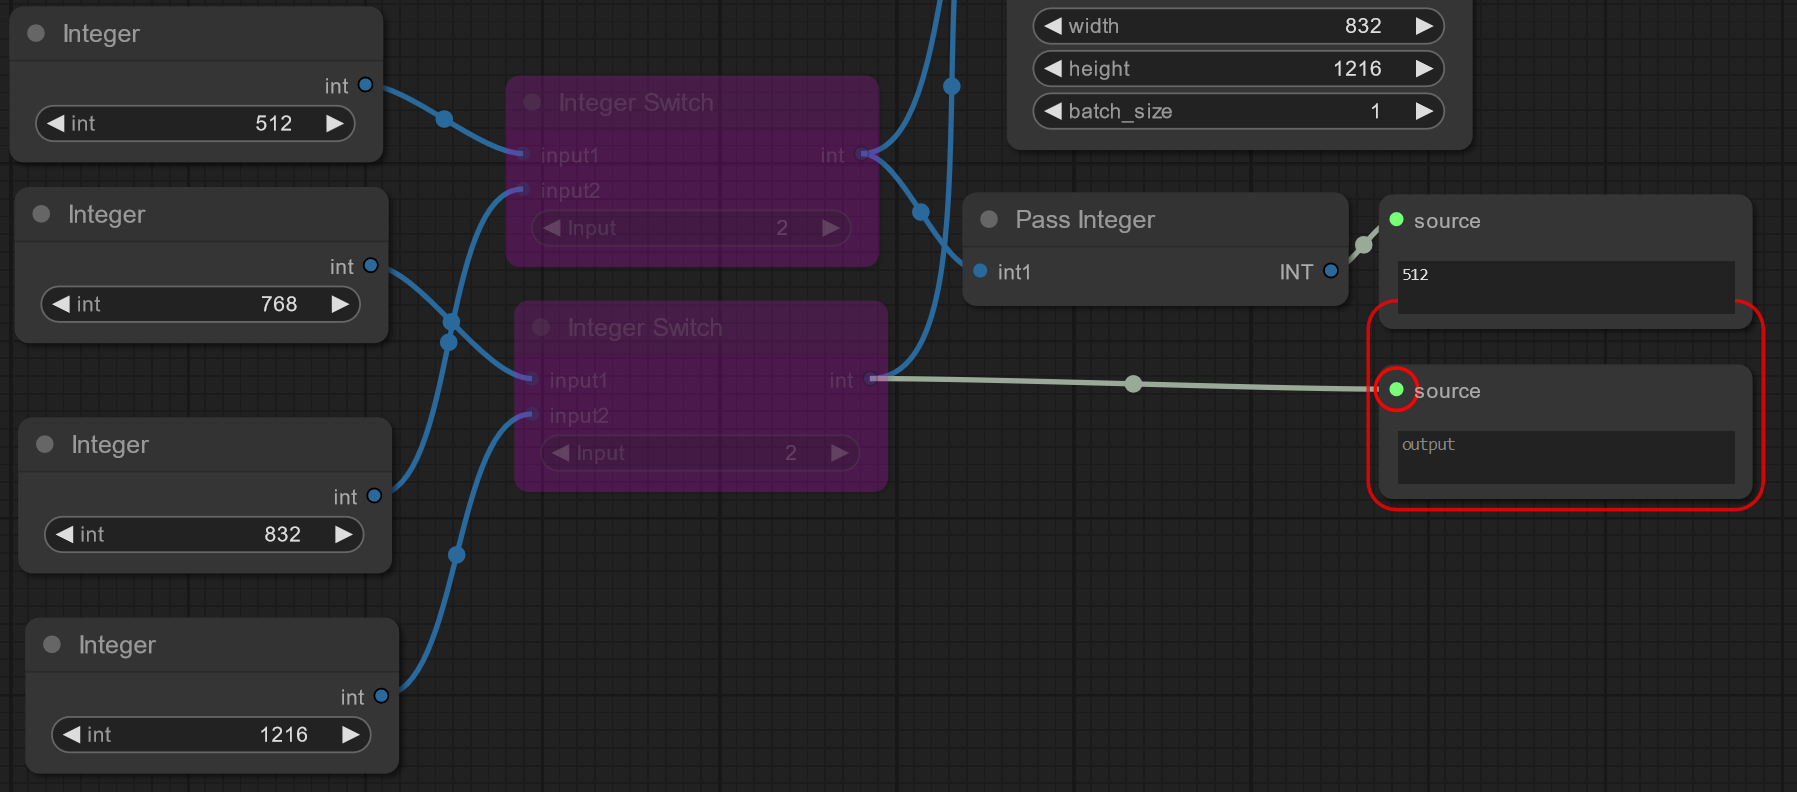 Integer
int
int 512
Integer
int
int 768
Integer
int
int 832
Integer
int
int 1216
Integer Switch
input1 int
input2
Input 2
Integer Switch
input1 int
input2
Input 2
width 832
height 1216
batch_size 1
Pass Integer
int1 INT
source
512
source
output